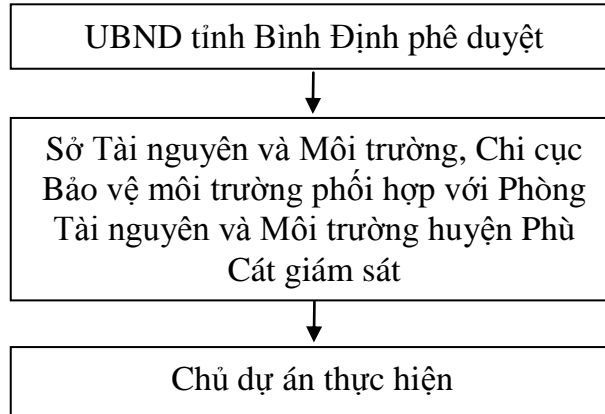 UBND tỉnh Bình Định phê duyệt
Sở Tài nguyên và Môi trường, Chi cục
Bảo vệ môi trường phối hợp với Phòng
Tài nguyên và Môi trường huyện Phù
Cát giám sát
Chủ dự án thực hiện